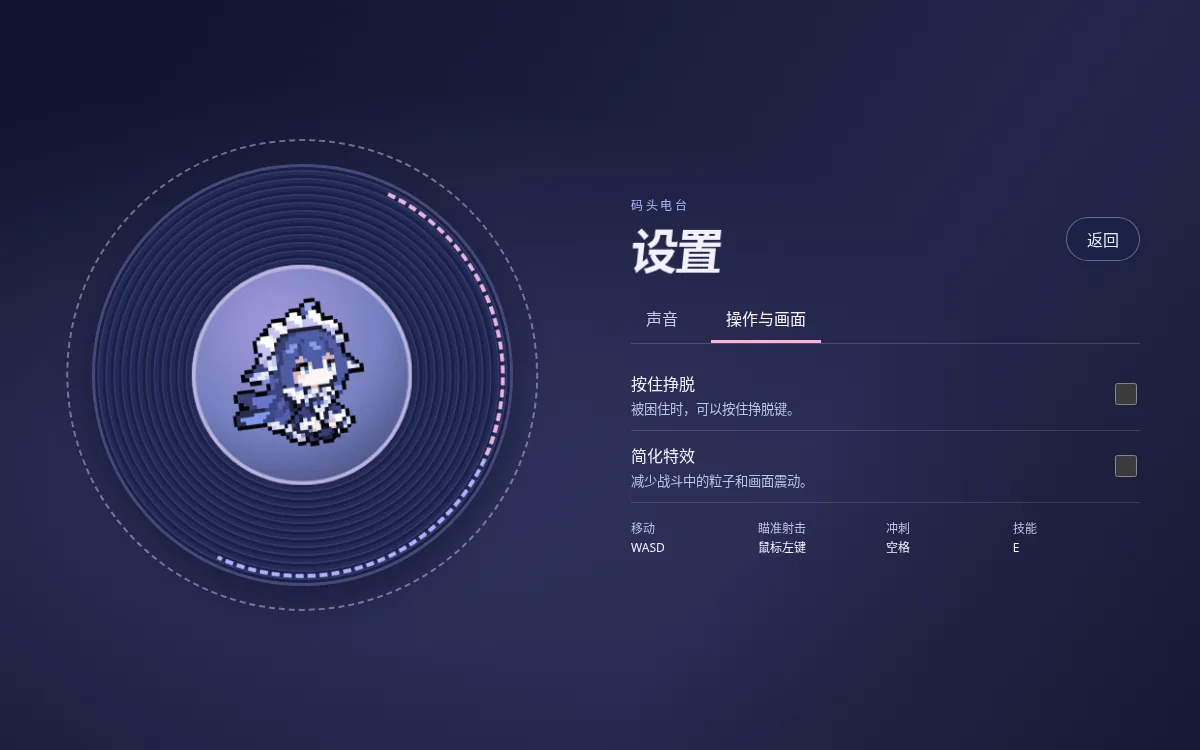 码头电台
设置
返回
声音
操作与画面
按住挣脱
被困住时，可以按住挣脱键。
简化特效
减少战斗中的粒子和画面震动。
移动 瞄准射击 冲刺 技能
WASD 鼠标左键 空格 E